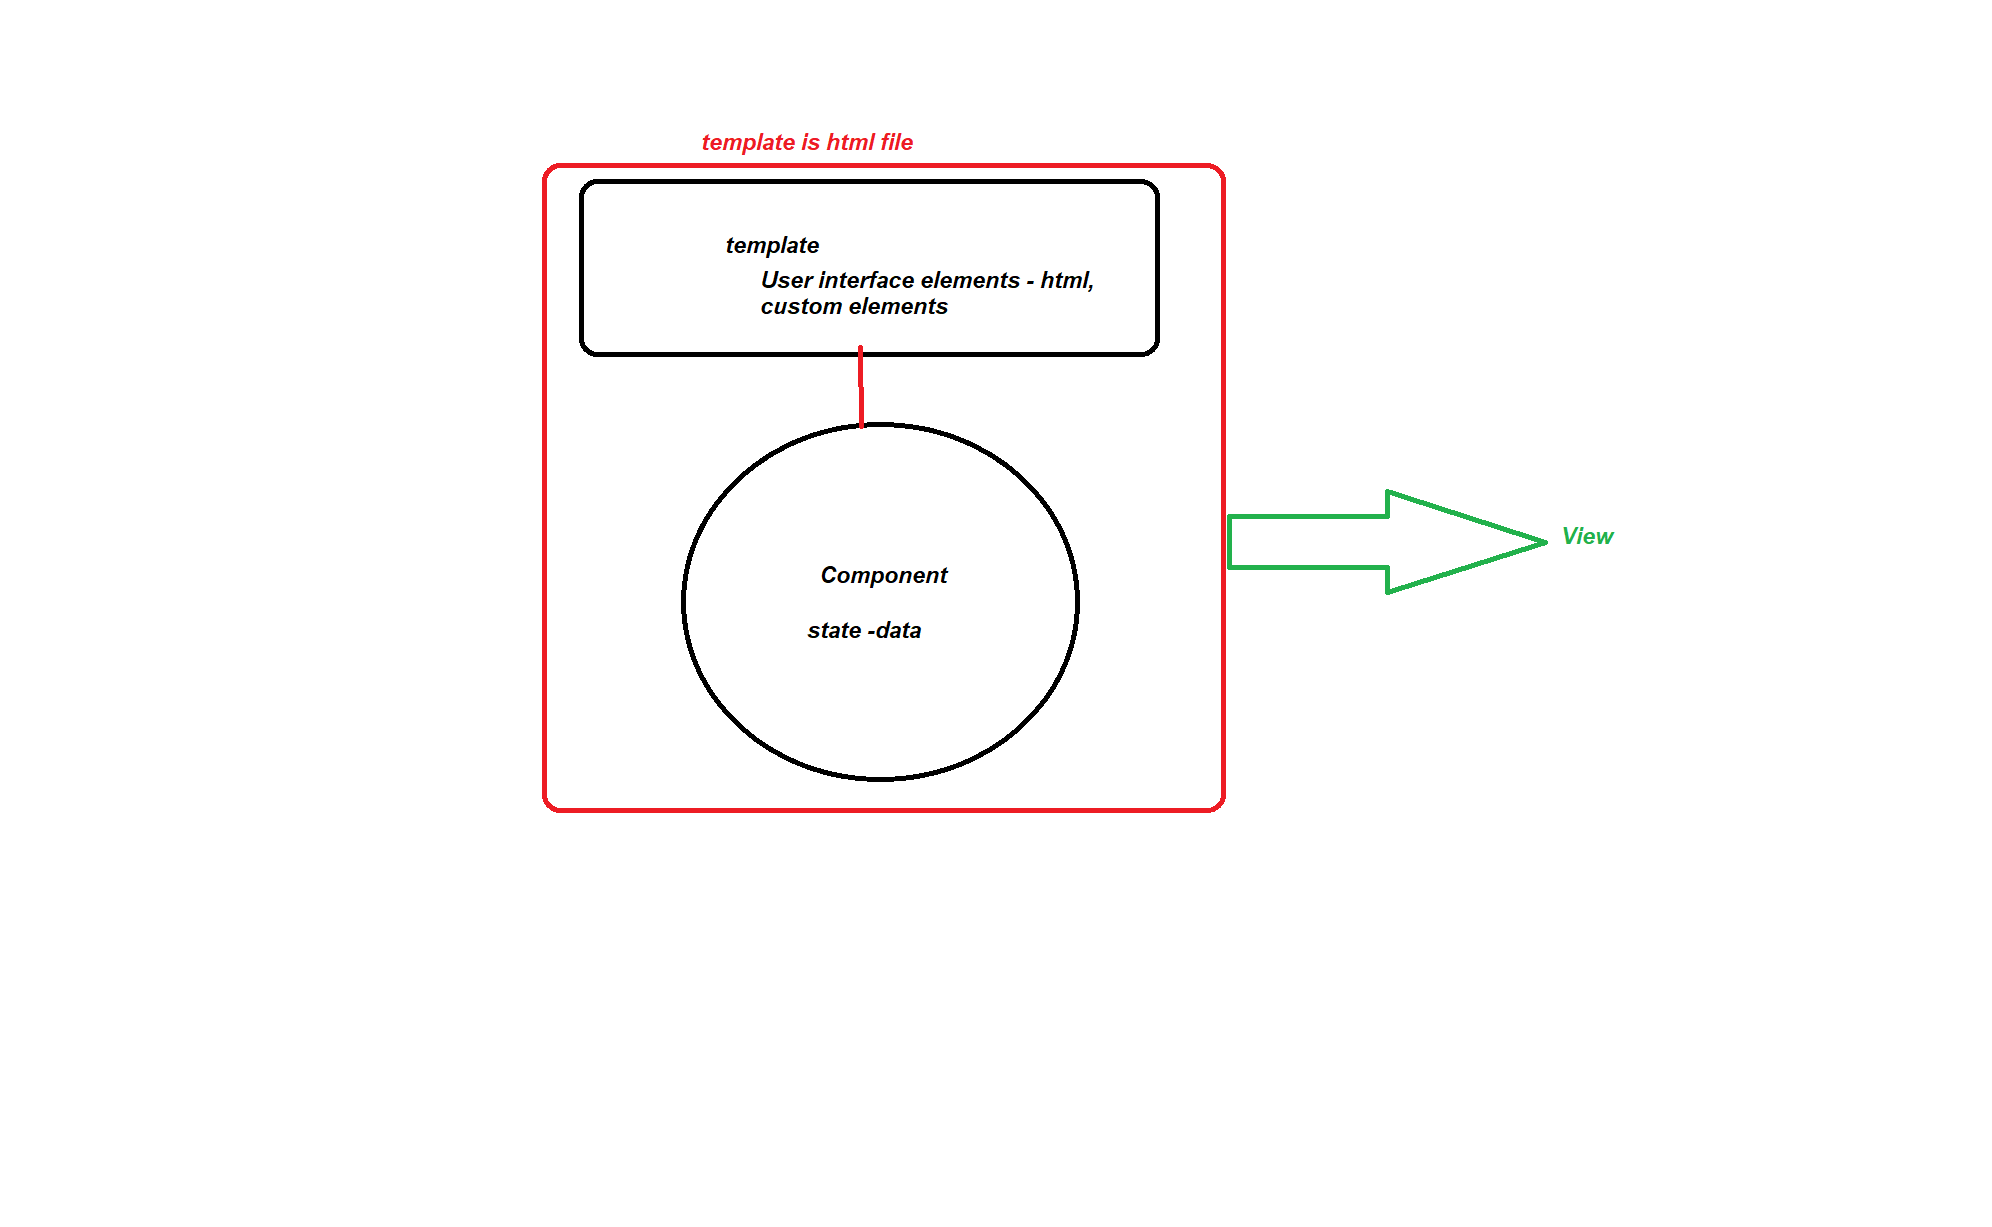 template is html file
template
User interface elements - html,
custom elements
Component
state -data
View